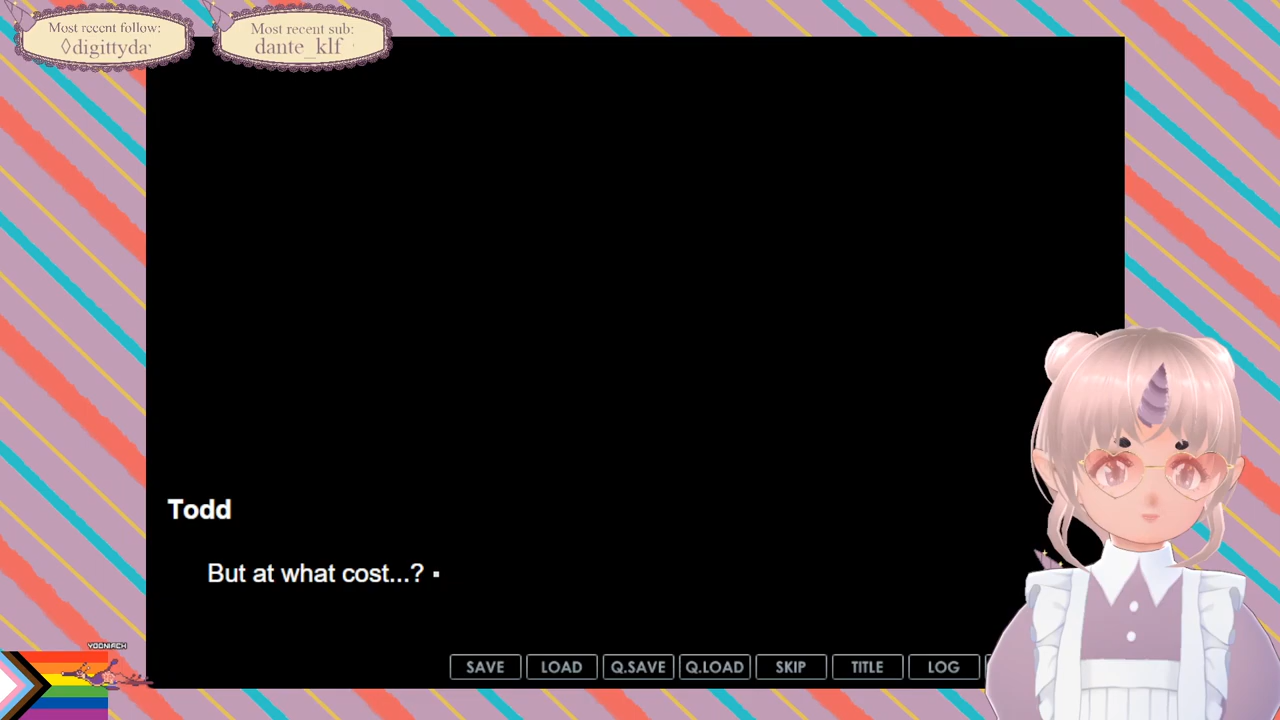 Most recent follow:
◊digittyda
Most recent sub:
dante_klf
Todd
But at what cost...?
SAVE
LOAD
Q.SAVE
Q.LOAD
SKIP
TITLE
LOG